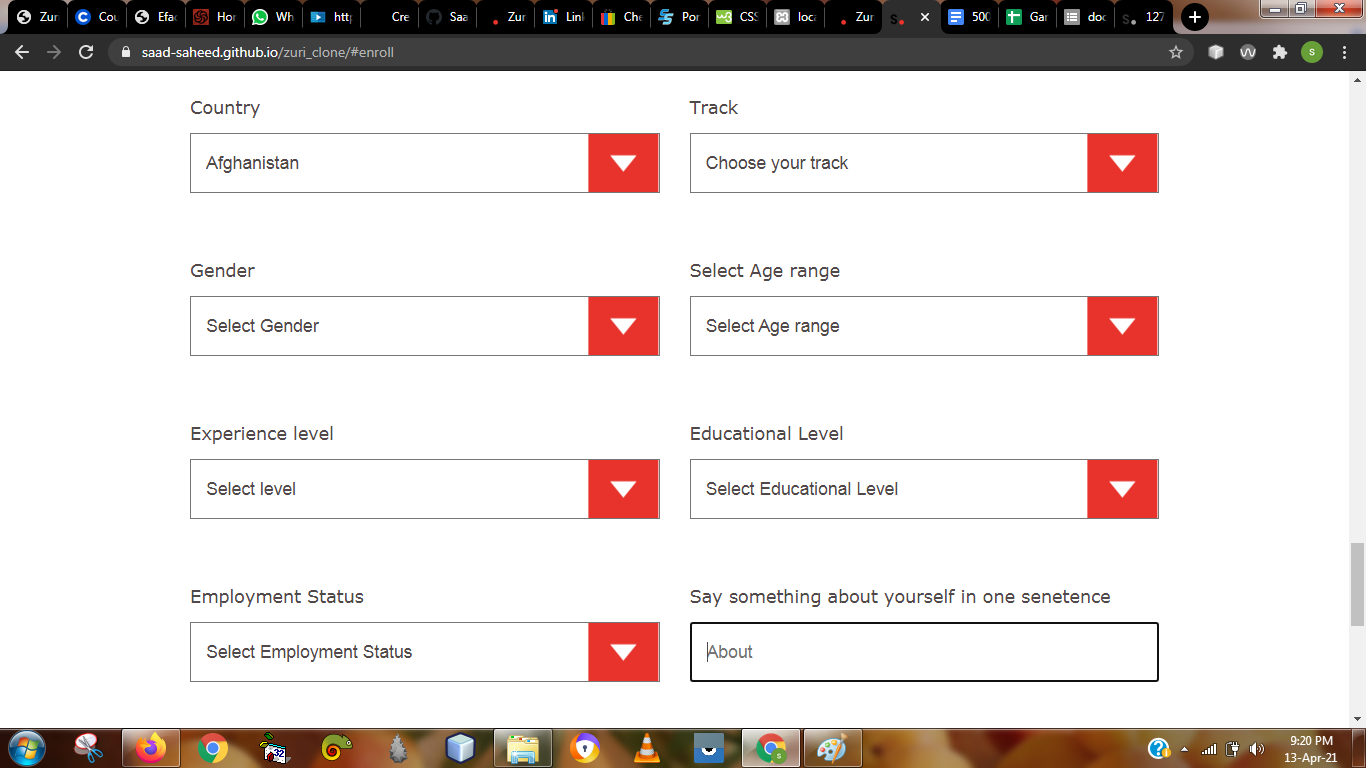 Zur
Cou
Efac
Hor
Wh
http
Cre
Saa
Zur
Link
Che
Por
CSS
loca
Zur
s.
500
Gar
doc
s.
127
saad-saheed.github.io/zuri_clone/#enroll
s
Country
Track
Afghanistan
Choose your track
Gender
Select Age range
Select Gender
Select Age range
Experience level
Educational Level
Select level
Select Educational Level
Employment Status
Say something about yourself in one senetence
Select Employment Status
About
32
9:20 PM
13-Apr-21